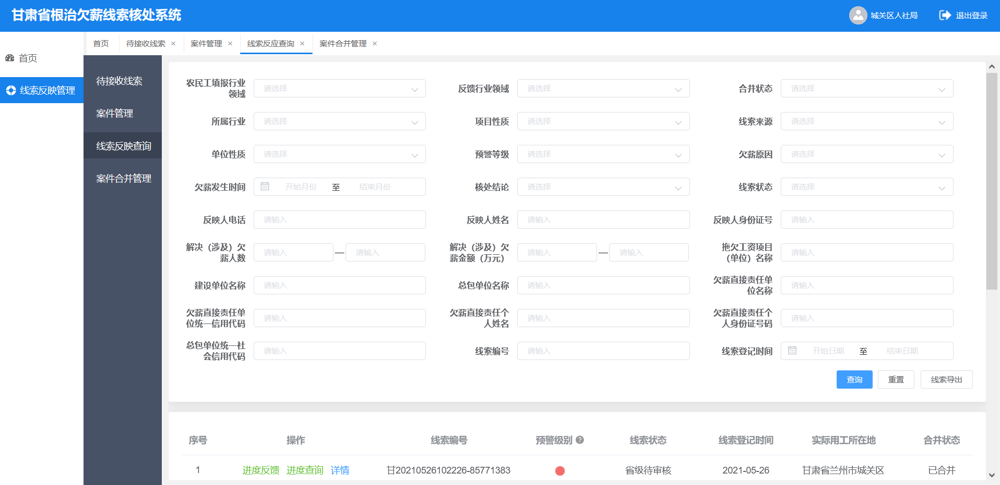 甘肃省根治欠薪线索核处系统
城关区人社局
退出登录
首页
待接收线索 ×
案件管理 ×
线索反应查询 ×
案件合并管理 ×
首页
线索反映管理
待接收线索
案件管理
线索反映查询
案件合并管理
农民工填报行业
领域
请选择
反馈行业领域
请选择
合并状态
请选择
所属行业
请选择
项目性质
请选择
线索来源
请选择
单位性质
请选择
预警等级
请选择
欠薪原因
请选择
欠薪发生时间
开始月份 至 结束月份
核处结论
请选择
线索状态
请选择
反映人电话
请输入
反映人姓名
请输入
反映人身份证号
请输入
解决（涉及）欠
薪人数
请输入 — 请输入
解决（涉及）欠
薪金额（万元）
请输入 — 请输入
拖欠工资项目
（单位）名称
请输入
建设单位名称
请输入
总包单位名称
请输入
欠薪直接责任单
位名称
请输入
欠薪直接责任单
位统一信用代码
请输入
欠薪直接责任个
人姓名
请输入
欠薪直接责任个
人身份证号码
请输入
总包单位统一社
会信用代码
请输入
线索编号
请输入
线索登记时间
开始日期 至 结束日期
查询
重置
线索导出
序号 操作 线索编号 预警级别 ? 线索状态 线索登记时间 实际用工所在地 合并状态
1 进度反馈 进度查询 详情 甘20210526102226-85771383 省级待审核 2021-05-26 甘肃省兰州市城关区 已合并